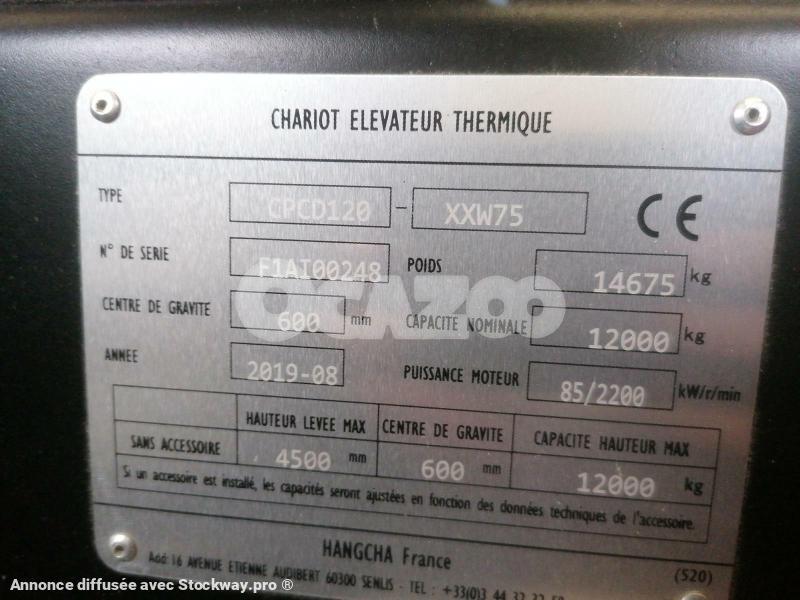 CHARIOT ELEVATEUR THERMIQUE
TYPE CPCD120 - XXW75 CE
N° DE SERIE F1AI00248 POIDS 14675 kg
CENTRE DE GRAVITE 600 mm CAPACITE NOMINALE 12000 kg
OCAZOO
ANNEE 2019-08 PUISSANCE MOTEUR 85/2200 kW/r/min
HAUTEUR LEVEE MAX CENTRE DE GRAVITE CAPACITE HAUTEUR MAX
SANS ACCESSOIRE 4500 mm 600 mm 12000 kg
Si un accessoire est installé, les capacités seront ajustées en fonction des données techniques de l'accessoire.
HANGCHA France
Add: 16 AVENUE ETIENNE AUDIBERT 60300 SENLIS - TEL : +33(0)3 44
(520)
Annonce diffusée avec Stockway.pro ®